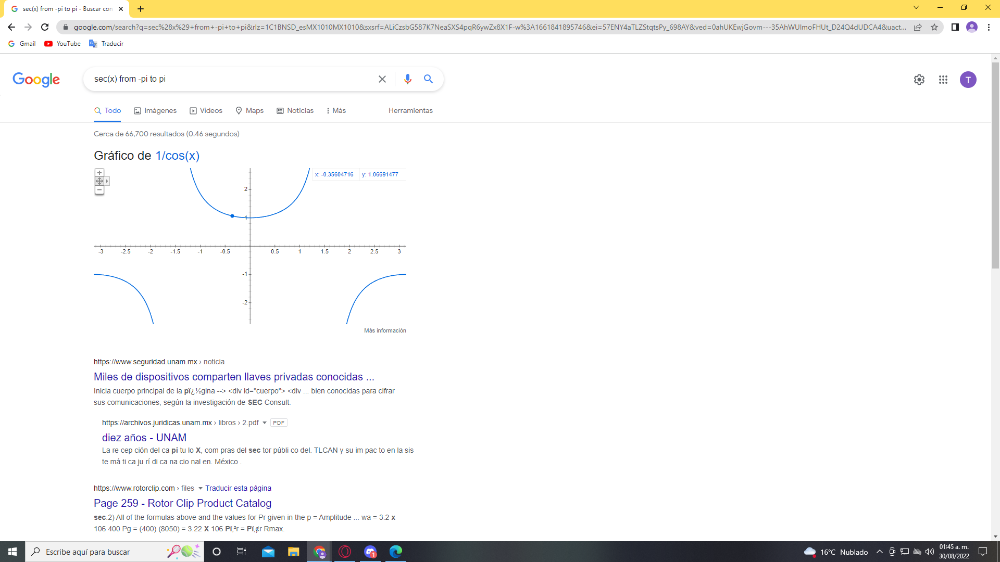 sec(x) from -pi to pi - Buscar con
google.com/search?q=sec%28x%29+from+-pi+to+pi&rlz=1C1BNSD_esMX1010MX1010&sxsrf=ALiCzsbG587K7NeaSXS4pqR6ywZx8X1F-w%3A1661841895746&ei=57ENY4aTLZStqtsPy_698AY&ved=0ahUKEwjGovm---35AhWUlmoFHUt_D24Q4dUDCA4&uact...
Gmail YouTube Traducir
Google
sec(x) from -pi to pi
T
Todo Imágenes Vídeos Maps Noticias Más Herramientas
Cerca de 66,700 resultados (0.46 segundos)
Gráfico de 1/cos(x)
x: -0.35604716 y: 1.06691477
2
1
-3 -2.5 -2 -1.5 -1 -0.5 0.5 1 1.5 2 2.5 3
-1
-2
Más información
https://www.seguridad.unam.mx › noticia
Miles de dispositivos comparten llaves privadas conocidas ...
Inicia cuerpo principal de la pï¿½gina --> <div id="cuerpo"> <div ... bien conocidas para cifrar
sus comunicaciones, según la investigación de SEC Consult.
https://archivos.juridicas.unam.mx › libros › 2.pdf PDF
diez años - UNAM
La re cep ción del ca pí tu lo X, com pras del sec tor públi co del. TLCAN y su im pac to en la sis
te má ti ca ju rí di ca na cio nal en. México .
https://www.rotorclip.com › files Traducir esta página
Page 259 - Rotor Clip Product Catalog
sec.2) All of the formulas above and the values for Pr given in the p = Amplitude ... wa = 3.2 x
106 400 Pg = (400) (8050) = 3.22 X 106 Pï‚²r = Pï‚¢r Rmax.
Escribe aquí para buscar
1
16°C Nublado
01:45 a. m.
30/08/2022